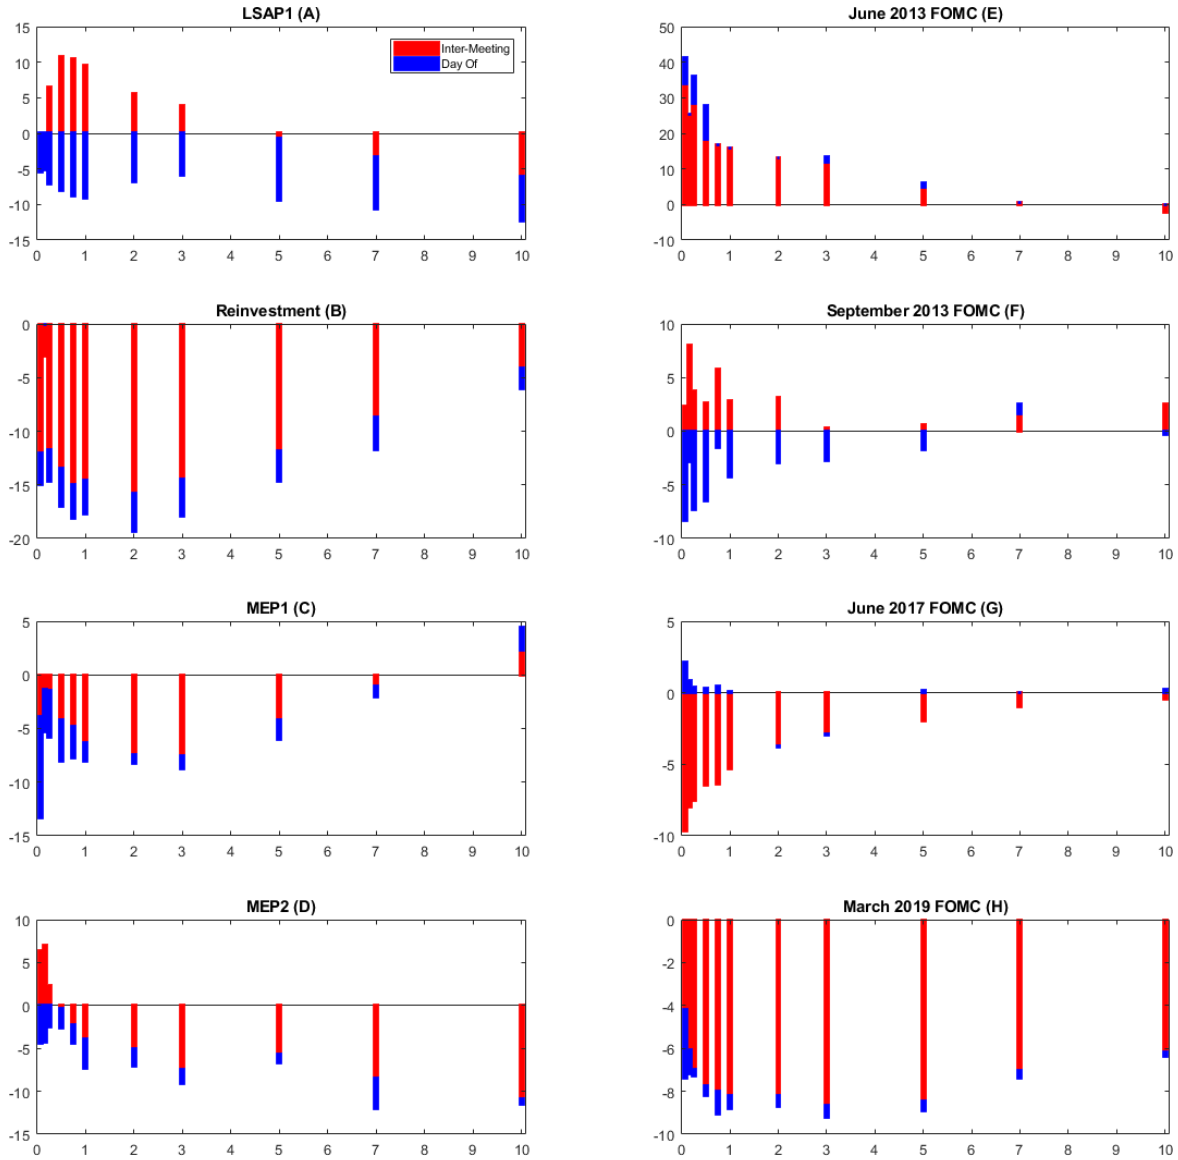 LSAP1 (A)
15
10
5
0
-5
-10
-15
0 1 2 3 4 5 6 7 8 9 10
Inter-Meeting
Day Of
June 2013 FOMC (E)
50
40
30
20
10
0
-10
0 1 2 3 4 5 6 7 8 9 10
Reinvestment (B)
0
-5
-10
-15
-20
0 1 2 3 4 5 6 7 8 9 10
September 2013 FOMC (F)
10
5
0
-5
-10
0 1 2 3 4 5 6 7 8 9 10
MEP1 (C)
5
0
-5
-10
-15
0 1 2 3 4 5 6 7 8 9 10
June 2017 FOMC (G)
5
0
-5
-10
0 1 2 3 4 5 6 7 8 9 10
MEP2 (D)
10
5
0
-5
-10
-15
0 1 2 3 4 5 6 7 8 9 10
March 2019 FOMC (H)
0
-2
-4
-6
-8
-10
0 1 2 3 4 5 6 7 8 9 10